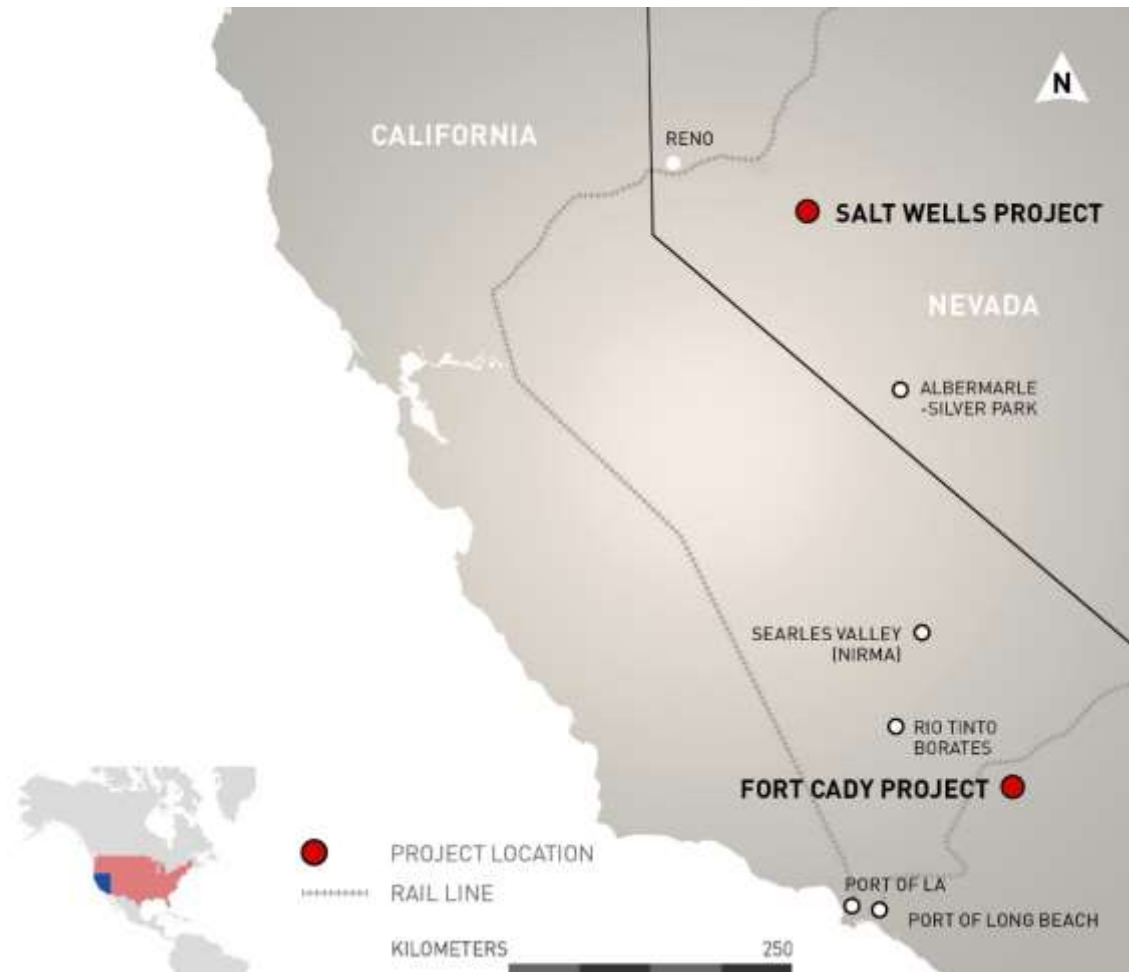 N
CALIFORNIA
RENO
SALT WELLS PROJECT
NEVADA
ALBERMARLE
-SILVER PARK
SEARLES VALLEY
(NIRMA)
RIO TINTO
BORATES
FORT CADY PROJECT
PROJECT LOCATION
RAIL LINE
PORT OF LA
PORT OF LONG BEACH
KILOMETERS 250